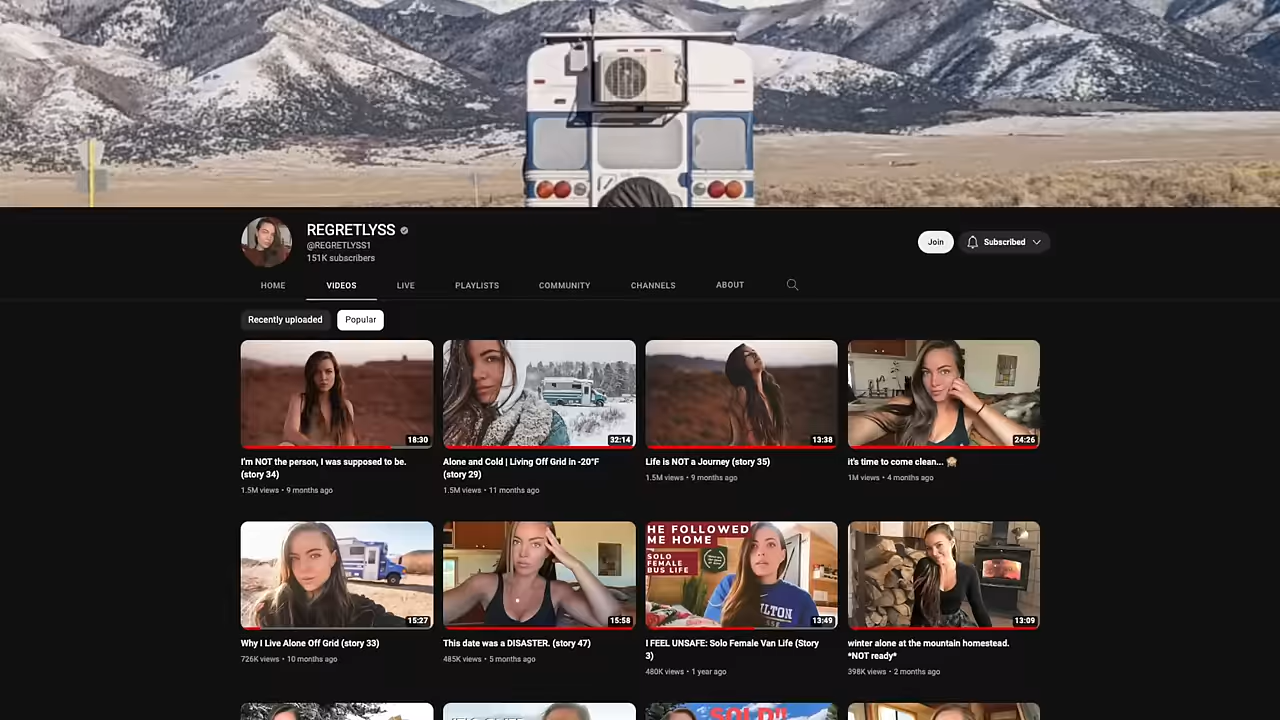 REGRETLYSS
@REGRETLYSS1
151K subscribers
Join
Subscribed
HOME
VIDEOS
LIVE
PLAYLISTS
COMMUNITY
CHANNELS
ABOUT
Recently uploaded
Popular
18:30
32:14
13:38
24:26
I'm NOT the person, I was supposed to be.
(story 34)
1.5M views • 9 months ago
Alone and Cold | Living Off Grid in -20°F
(story 29)
1.5M views • 11 months ago
Life is NOT a Journey (story 35)
1.5M views • 9 months ago
it's time to come clean... 🙊
1M views • 4 months ago
15:27
15:58
HE FOLLOWED
ME HOME
SOLO
FEMALE
BUS LIFE
13:49
13:09
Why I Live Alone Off Grid (story 33)
726K views • 10 months ago
This date was a DISASTER. (story 47)
485K views • 5 months ago
I FEEL UNSAFE: Solo Female Van Life (Story
3)
480K views • 1 year ago
winter alone at the mountain homestead.
*NOT ready*
398K views • 2 months ago
SOLD"